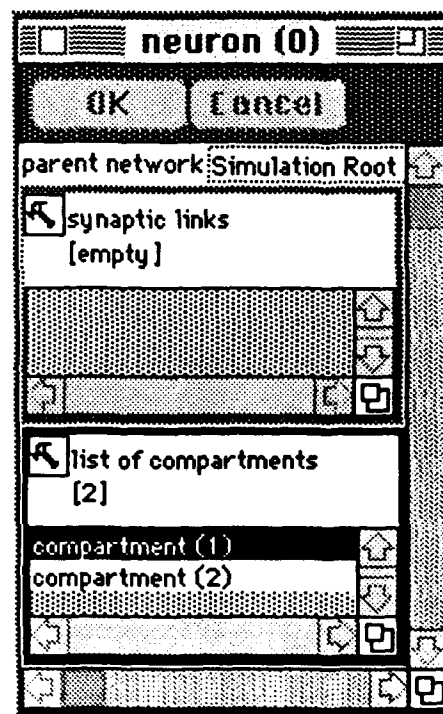 neuron (0)
OK Cancel
parent network Simulation Root
synaptic links
[empty]
list of compartments
[2]
compartment (1)
compartment (2)